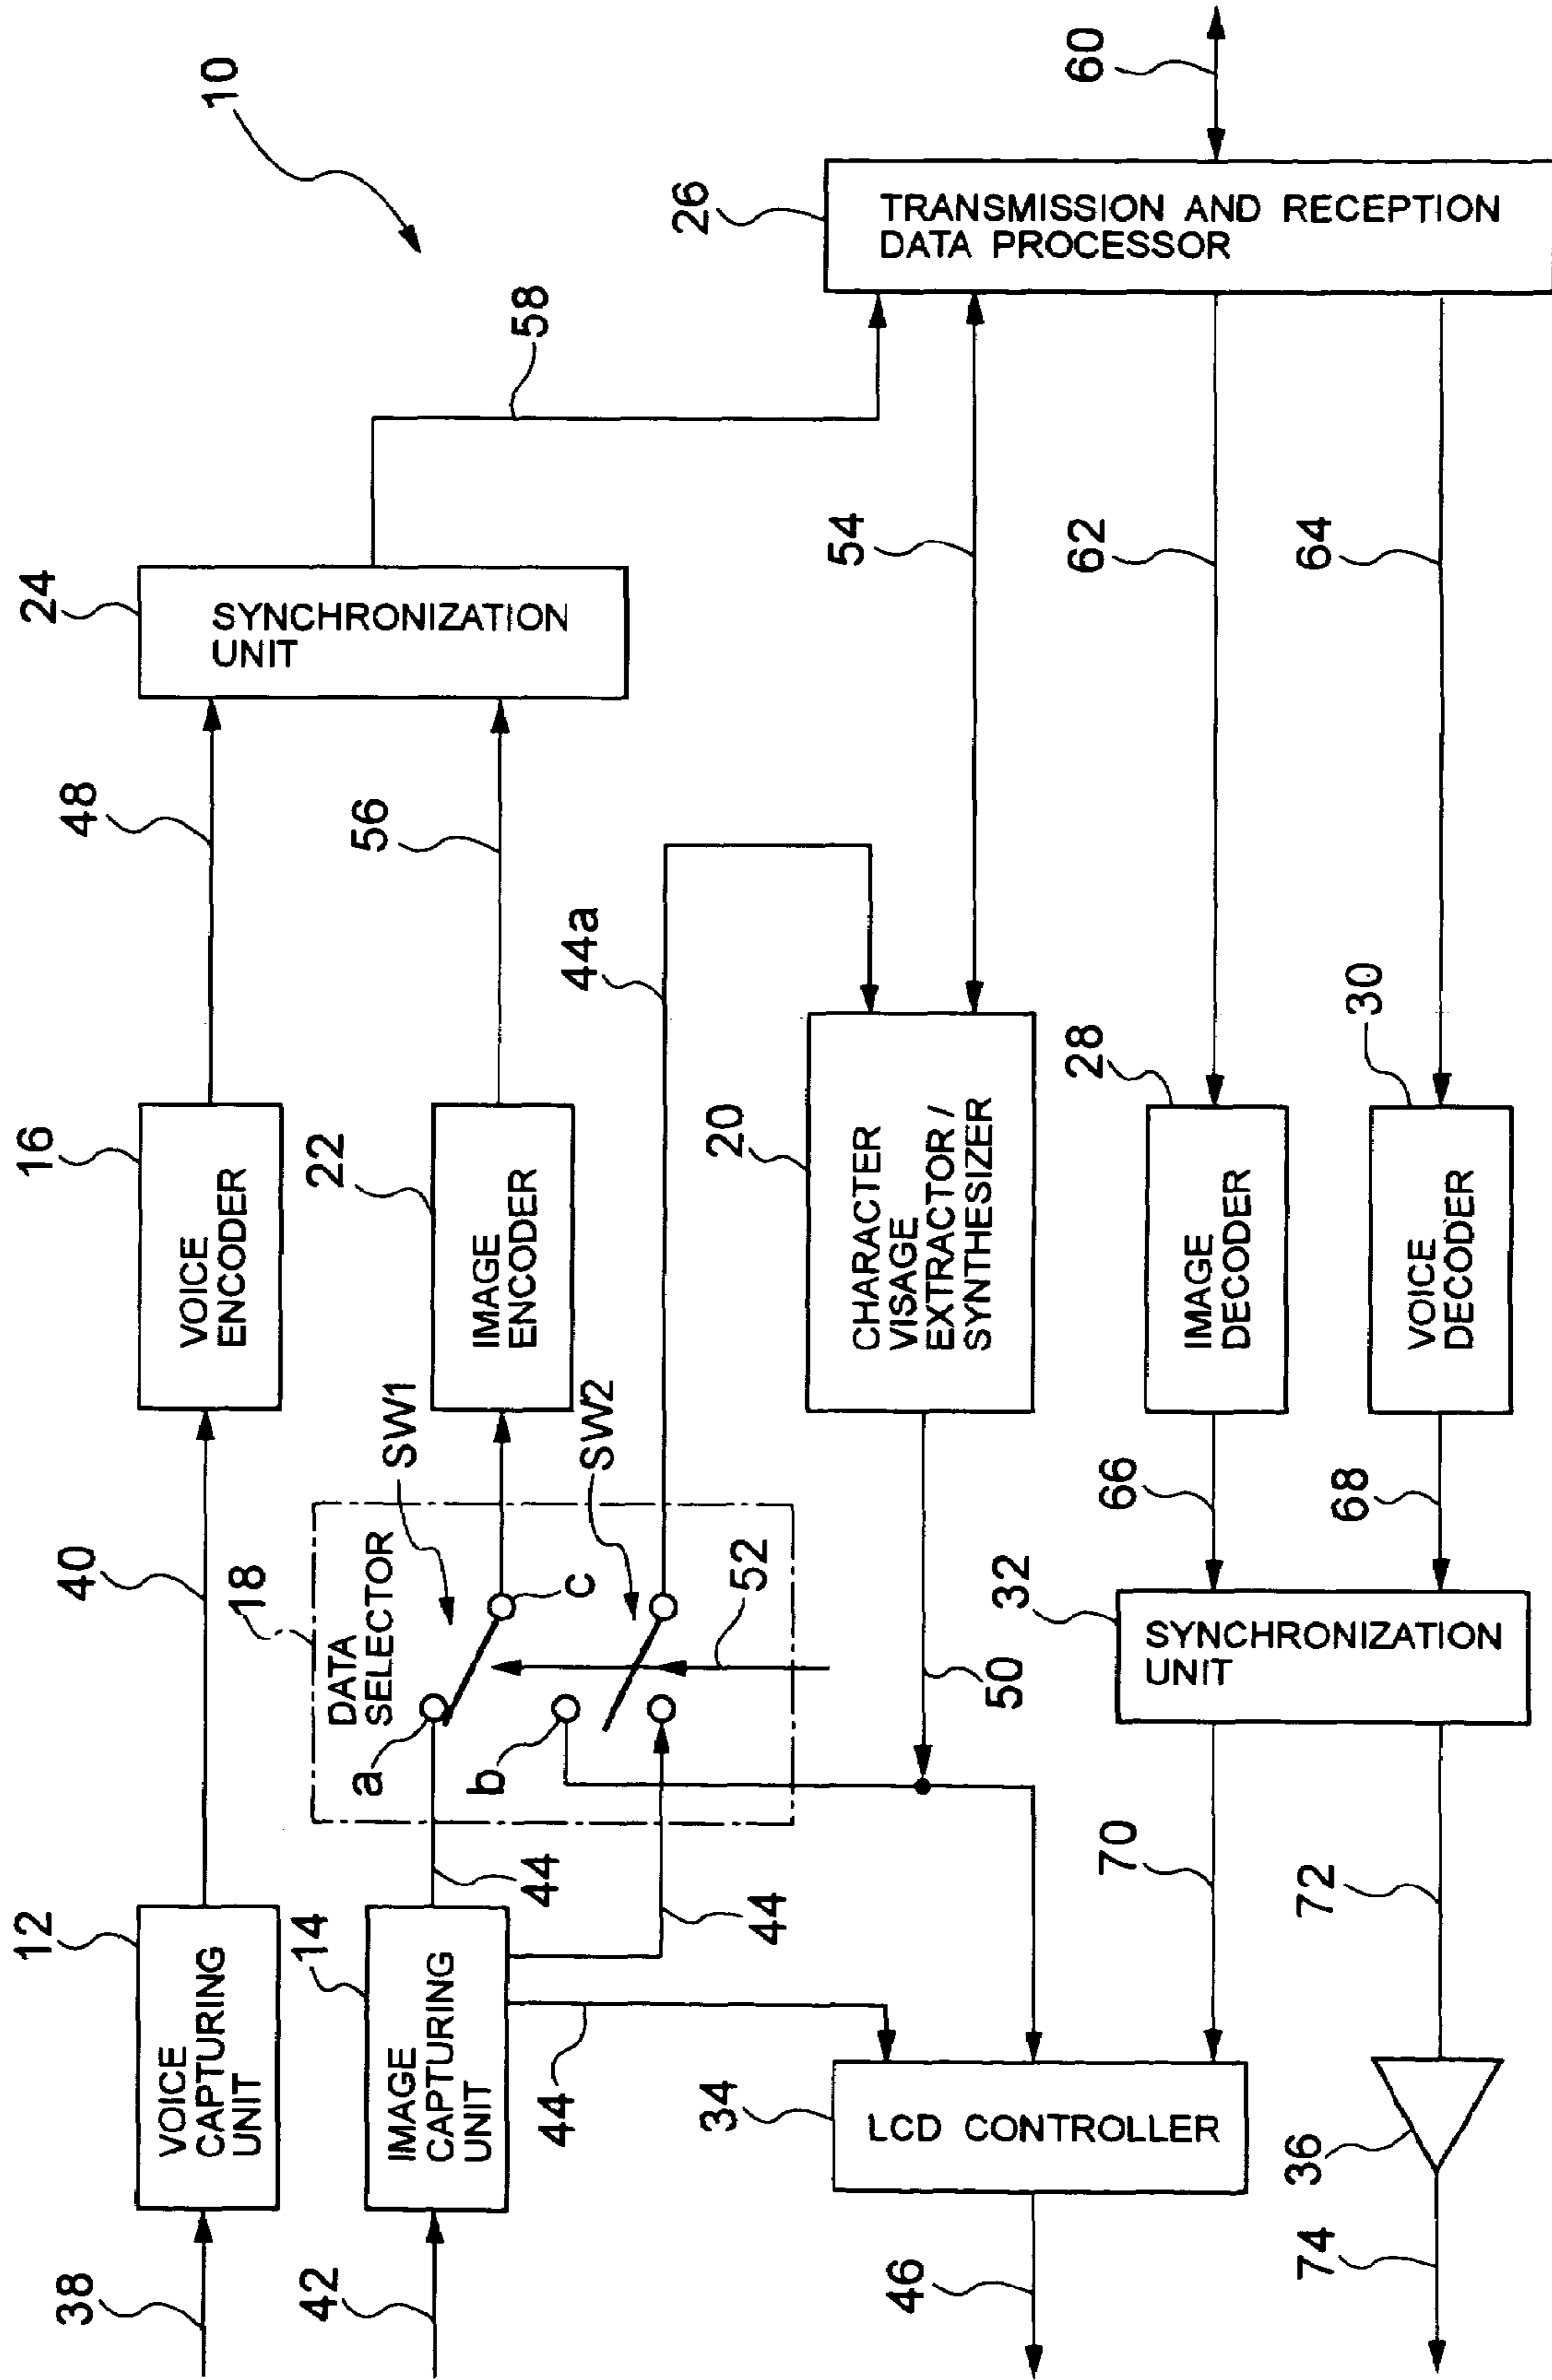 10
38
12
VOICE
CAPTURING
UNIT
40
16
VOICE
ENCODER
48
24
SYNCHRONIZATION
UNIT
58
42
14
IMAGE
CAPTURING
UNIT
44
44
44
18
DATA
SELECTOR
a
b
c
SW1
SW2
52
22
IMAGE
ENCODER
56
44a
20
CHARACTER
VISAGE
EXTRACTOR /
SYNTHESIZER
50
54
26
TRANSMISSION AND RECEPTION
DATA PROCESSOR
60
62
64
28
IMAGE
DECODER
30
VOICE
DECODER
66
68
32
SYNCHRONIZATION
UNIT
70
72
34
LCD CONTROLLER
46
36
74